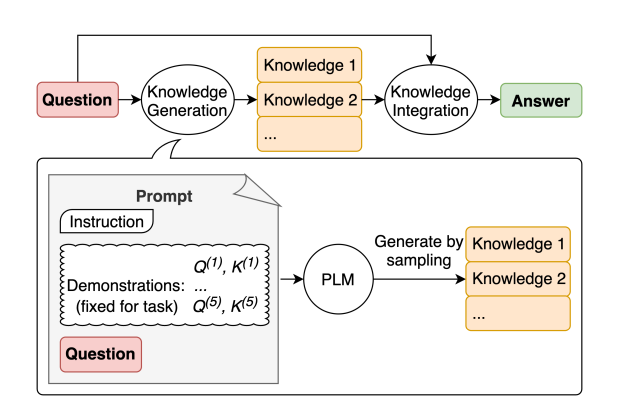 Question
Knowledge
Generation
Knowledge 1
Knowledge 2
...
Knowledge
Integration
Answer
Prompt
Instruction
Q(1), K(1)
Demonstrations: ...
(fixed for task) Q(5), K(5)
Question
PLM
Generate by
sampling
Knowledge 1
Knowledge 2
...